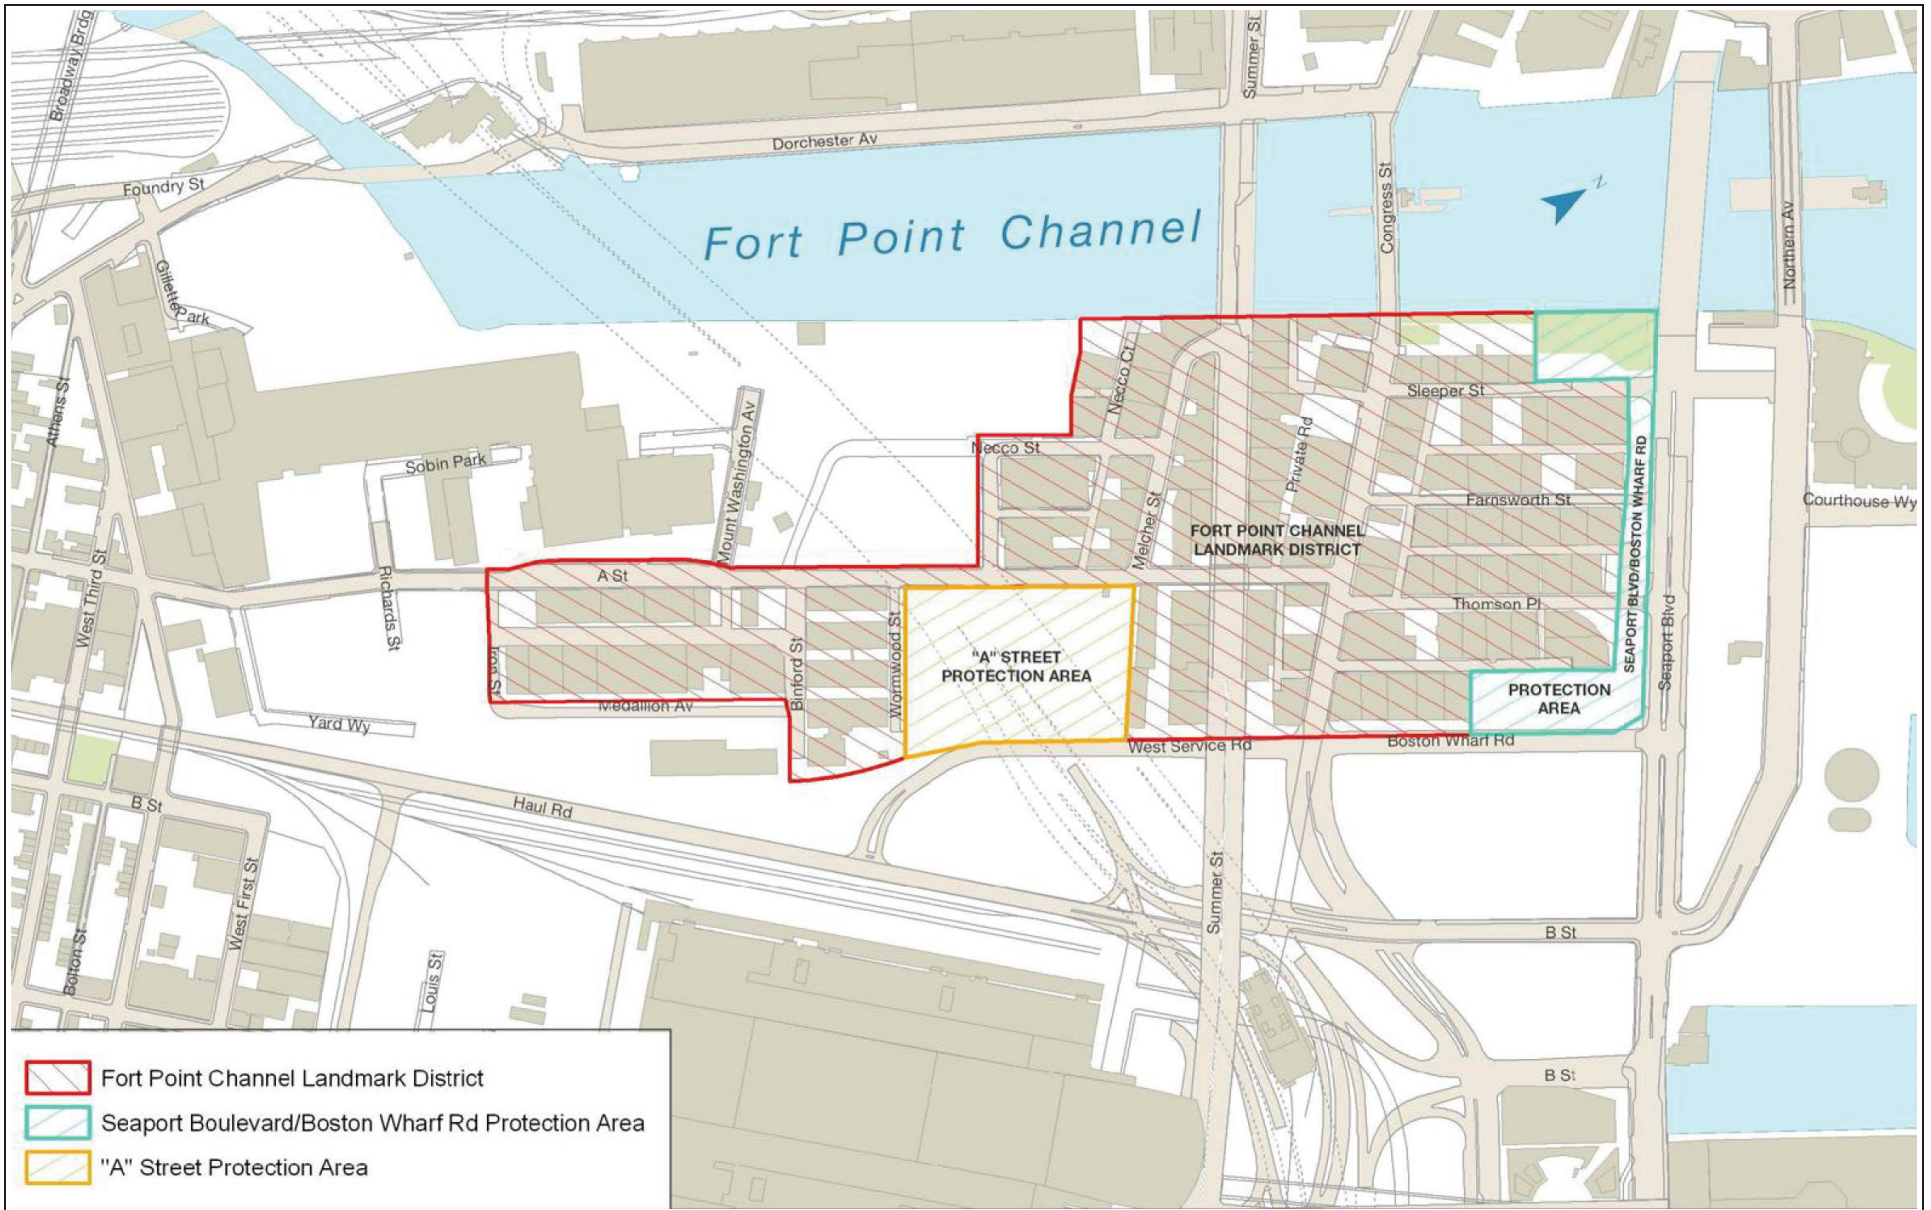 Broadway Brdg
Summer St
Dorchester Av
Foundry St
Fort Point Channel
Congress St
N
Northern Av
Gillette Park
Athens St
Necco Ct
Sleeper St
Mount Washington Av
Necco St
Sobin Park
Private Rd
SEAPORT BLVD/BOSTON WHARF RD
Farnsworth St
Courthouse Wy
Melcher St
FORT POINT CHANNEL
LANDMARK DISTRICT
A St
West Third St
Richards St
Thomson Pl
Seaport Blvd
Iron St
Binford St
Wormwood St
"A" STREET
PROTECTION AREA
PROTECTION
AREA
Medallion Av
Yard Wy
West Service Rd
Boston Wharf Rd
B St
Haul Rd
West First St
Summer St
B St
Bolton St
Louis St
B St
Fort Point Channel Landmark District
Seaport Boulevard/Boston Wharf Rd Protection Area
"A" Street Protection Area